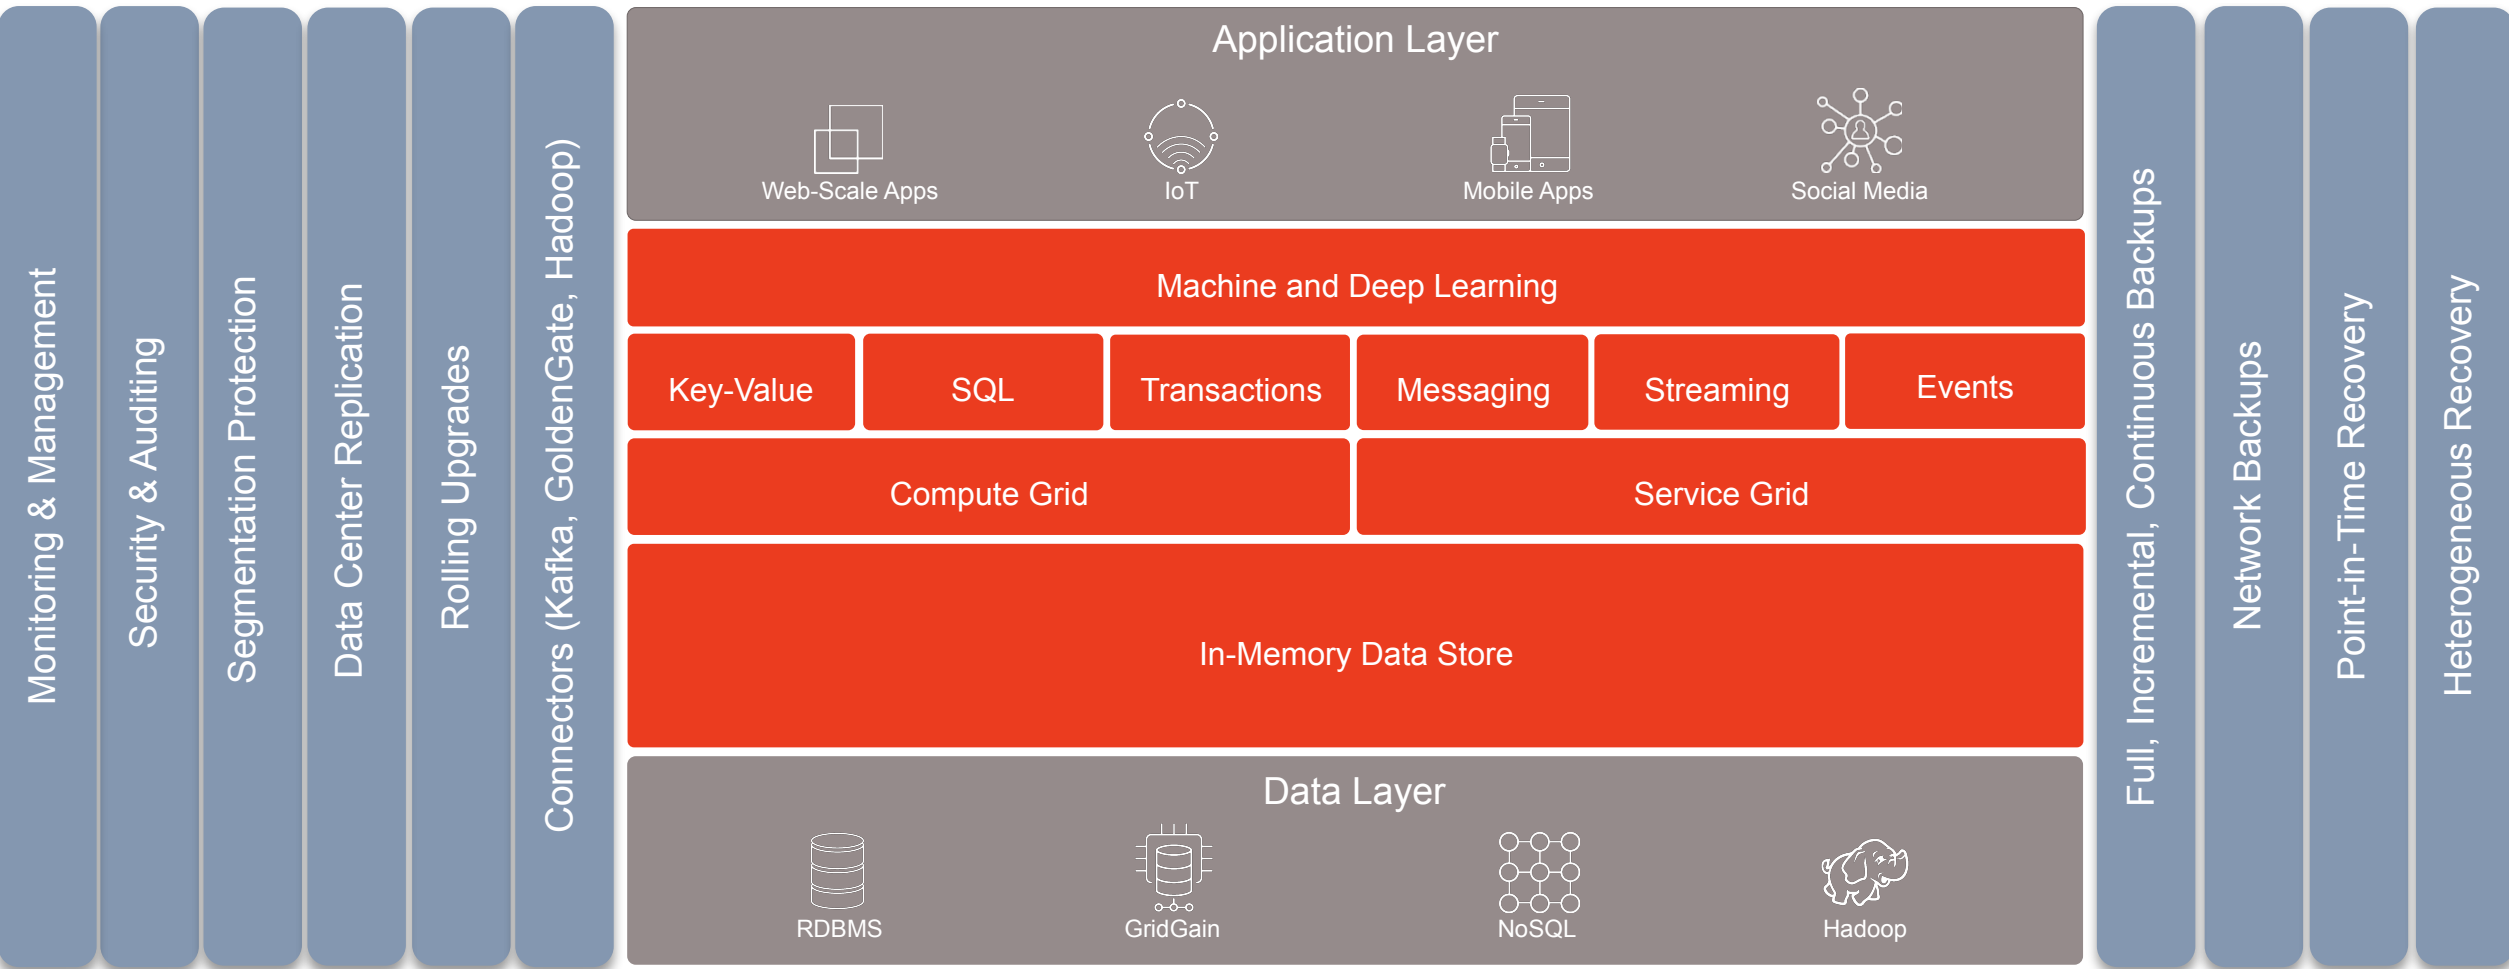 Monitoring & Management
Security & Auditing
Segmentation Protection
Data Center Replication
Rolling Upgrades
Connectors (Kafka, GoldenGate, Hadoop)
Application Layer
Web-Scale Apps
IoT
Mobile Apps
Social Media
Machine and Deep Learning
Key-Value
SQL
Transactions
Messaging
Streaming
Events
Compute Grid
Service Grid
In-Memory Data Store
Data Layer
RDBMS
GridGain
NoSQL
Hadoop
Full, Incremental, Continuous Backups
Network Backups
Point-in-Time Recovery
Heterogeneous Recovery